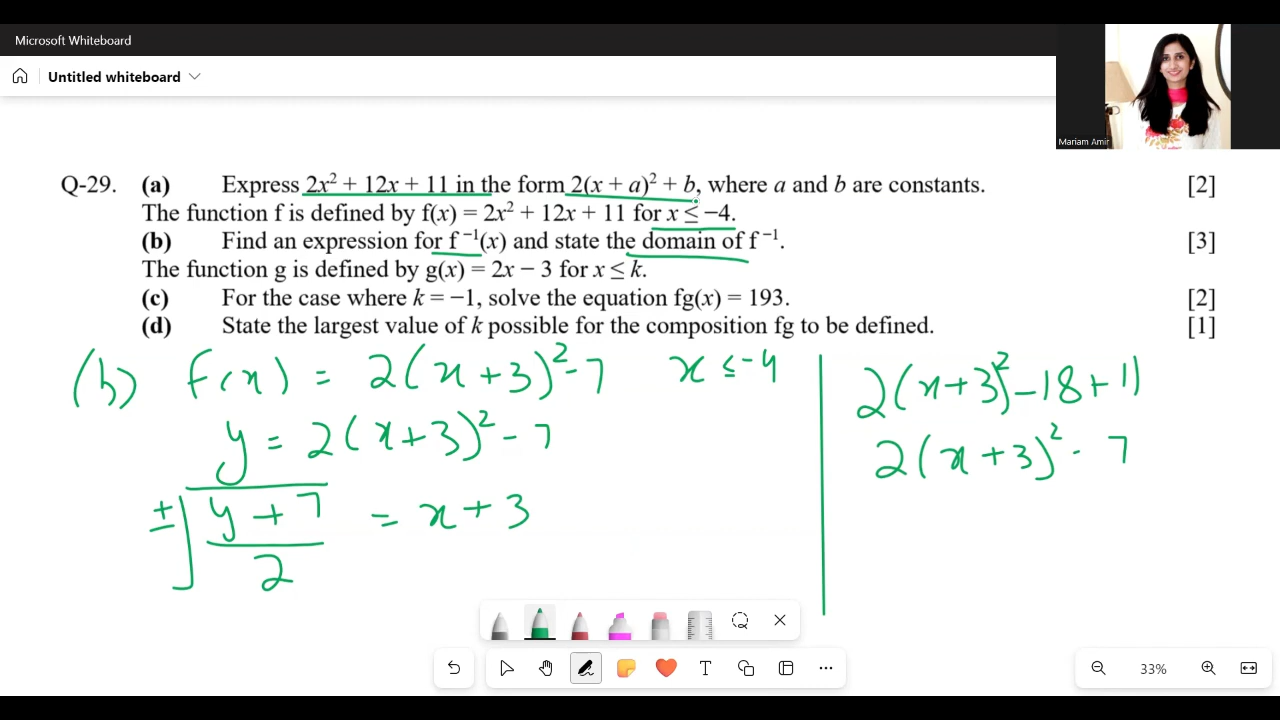 Microsoft Whiteboard
Untitled whiteboard
Mariam Amir
Q-29. (a) Express 2x² + 12x + 11 in the form 2(x + a)² + b, where a and b are constants. [2]
The function f is defined by f(x) = 2x² + 12x + 11 for x ≤ −4.
(b) Find an expression for f⁻¹(x) and state the domain of f⁻¹. [3]
The function g is defined by g(x) = 2x − 3 for x ≤ k.
(c) For the case where k = −1, solve the equation fg(x) = 193. [2]
(d) State the largest value of k possible for the composition fg to be defined. [1]
(b) f(x) = 2(x+3)² - 7 x ≤ -4
y = 2(x+3)² - 7
± √((y + 7)/2) = x + 3
2(x+3)² - 18 + 11
2(x+3)² - 7
33%